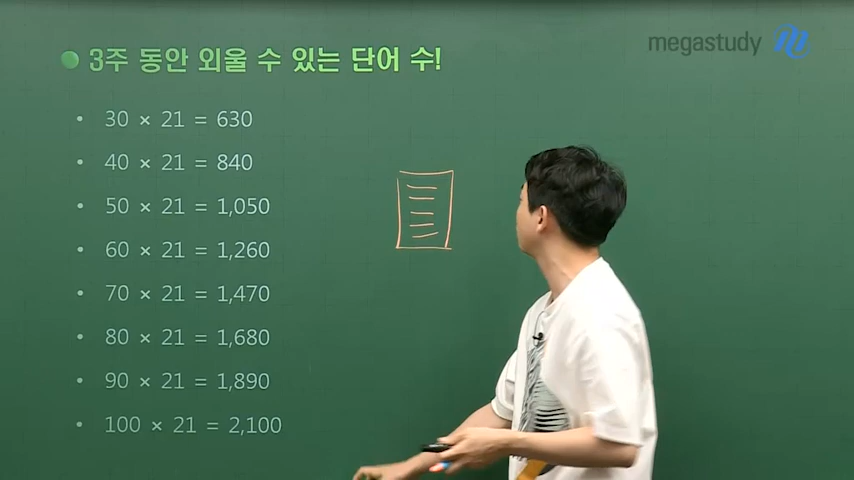 3주 동안 외울 수 있는 단어 수!
megastudy
• 30 × 21 = 630
• 40 × 21 = 840
• 50 × 21 = 1,050
• 60 × 21 = 1,260
• 70 × 21 = 1,470
• 80 × 21 = 1,680
• 90 × 21 = 1,890
• 100 × 21 = 2,100